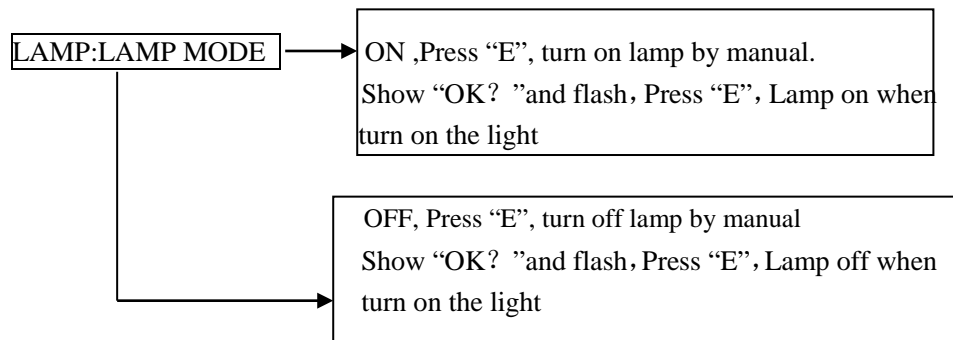 LAMP:LAMP MODE
ON ,Press “E”, turn on lamp by manual.
Show “OK？”and flash，Press “E”，Lamp on when
turn on the light
OFF, Press “E”, turn off lamp by manual
Show “OK？”and flash，Press “E”，Lamp off when
turn on the light